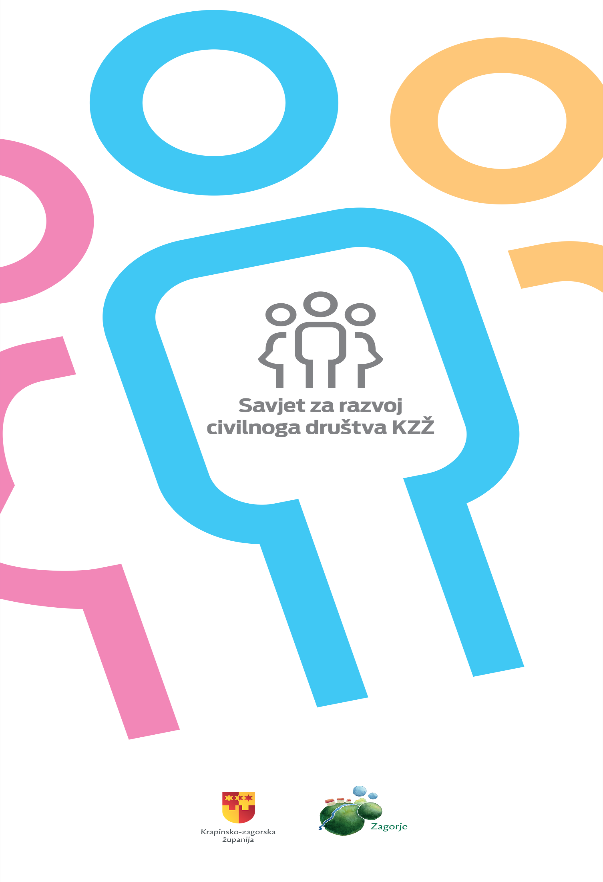 Savjet za razvoj
civilnoga društva KZŽ
Krapinsko-zagorska
županija
Zagorje